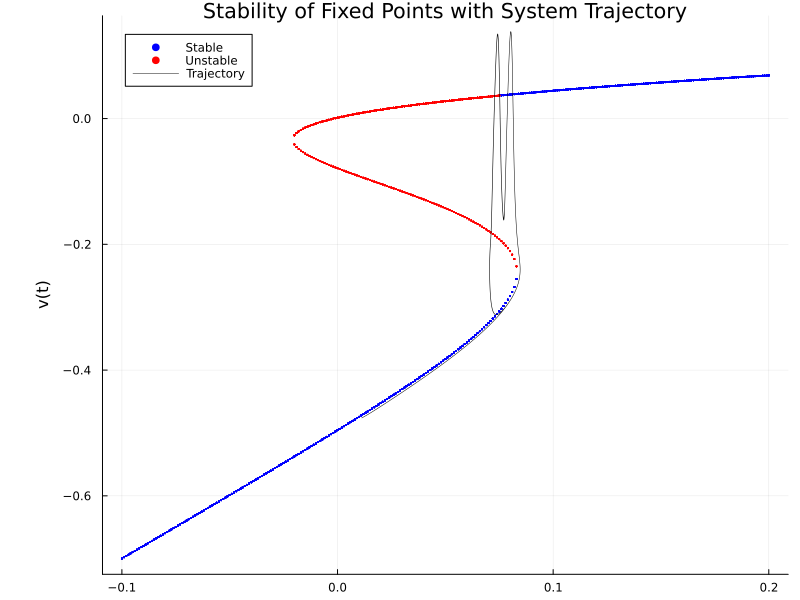 Stability of Fixed Points with System Trajectory
Stable
Unstable
Trajectory
0.0
−0.2
v(t)
−0.4
−0.6
−0.1
0.0
0.1
0.2